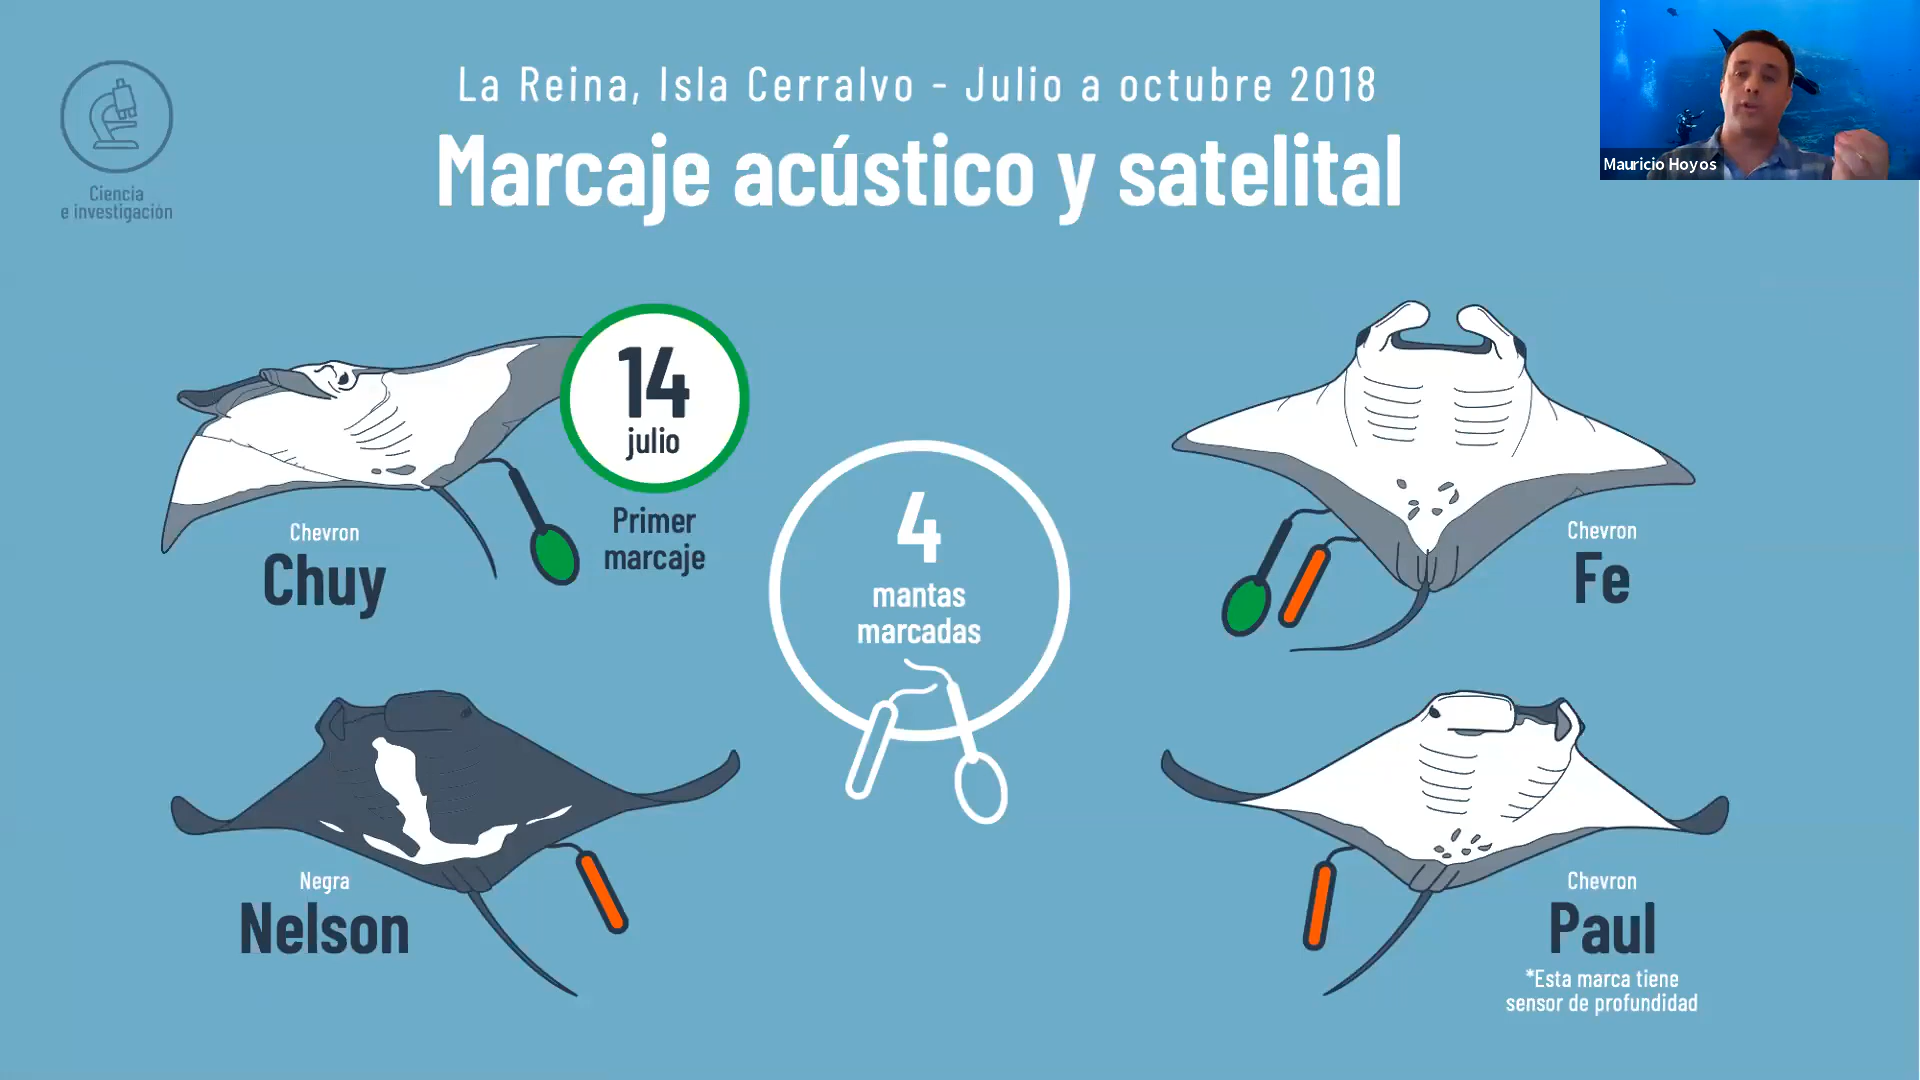 La Reina, Isla Cerralvo - Julio a octubre 2018
Marcaje acústico y satelital
Ciencia
e investigación
Mauricio Hoyos
14
julio
Primer
marcaje
Chevron
Chuy
4
mantas
marcadas
Chevron
Fe
Negra
Nelson
Chevron
Paul
*Esta marca tiene
sensor de profundidad